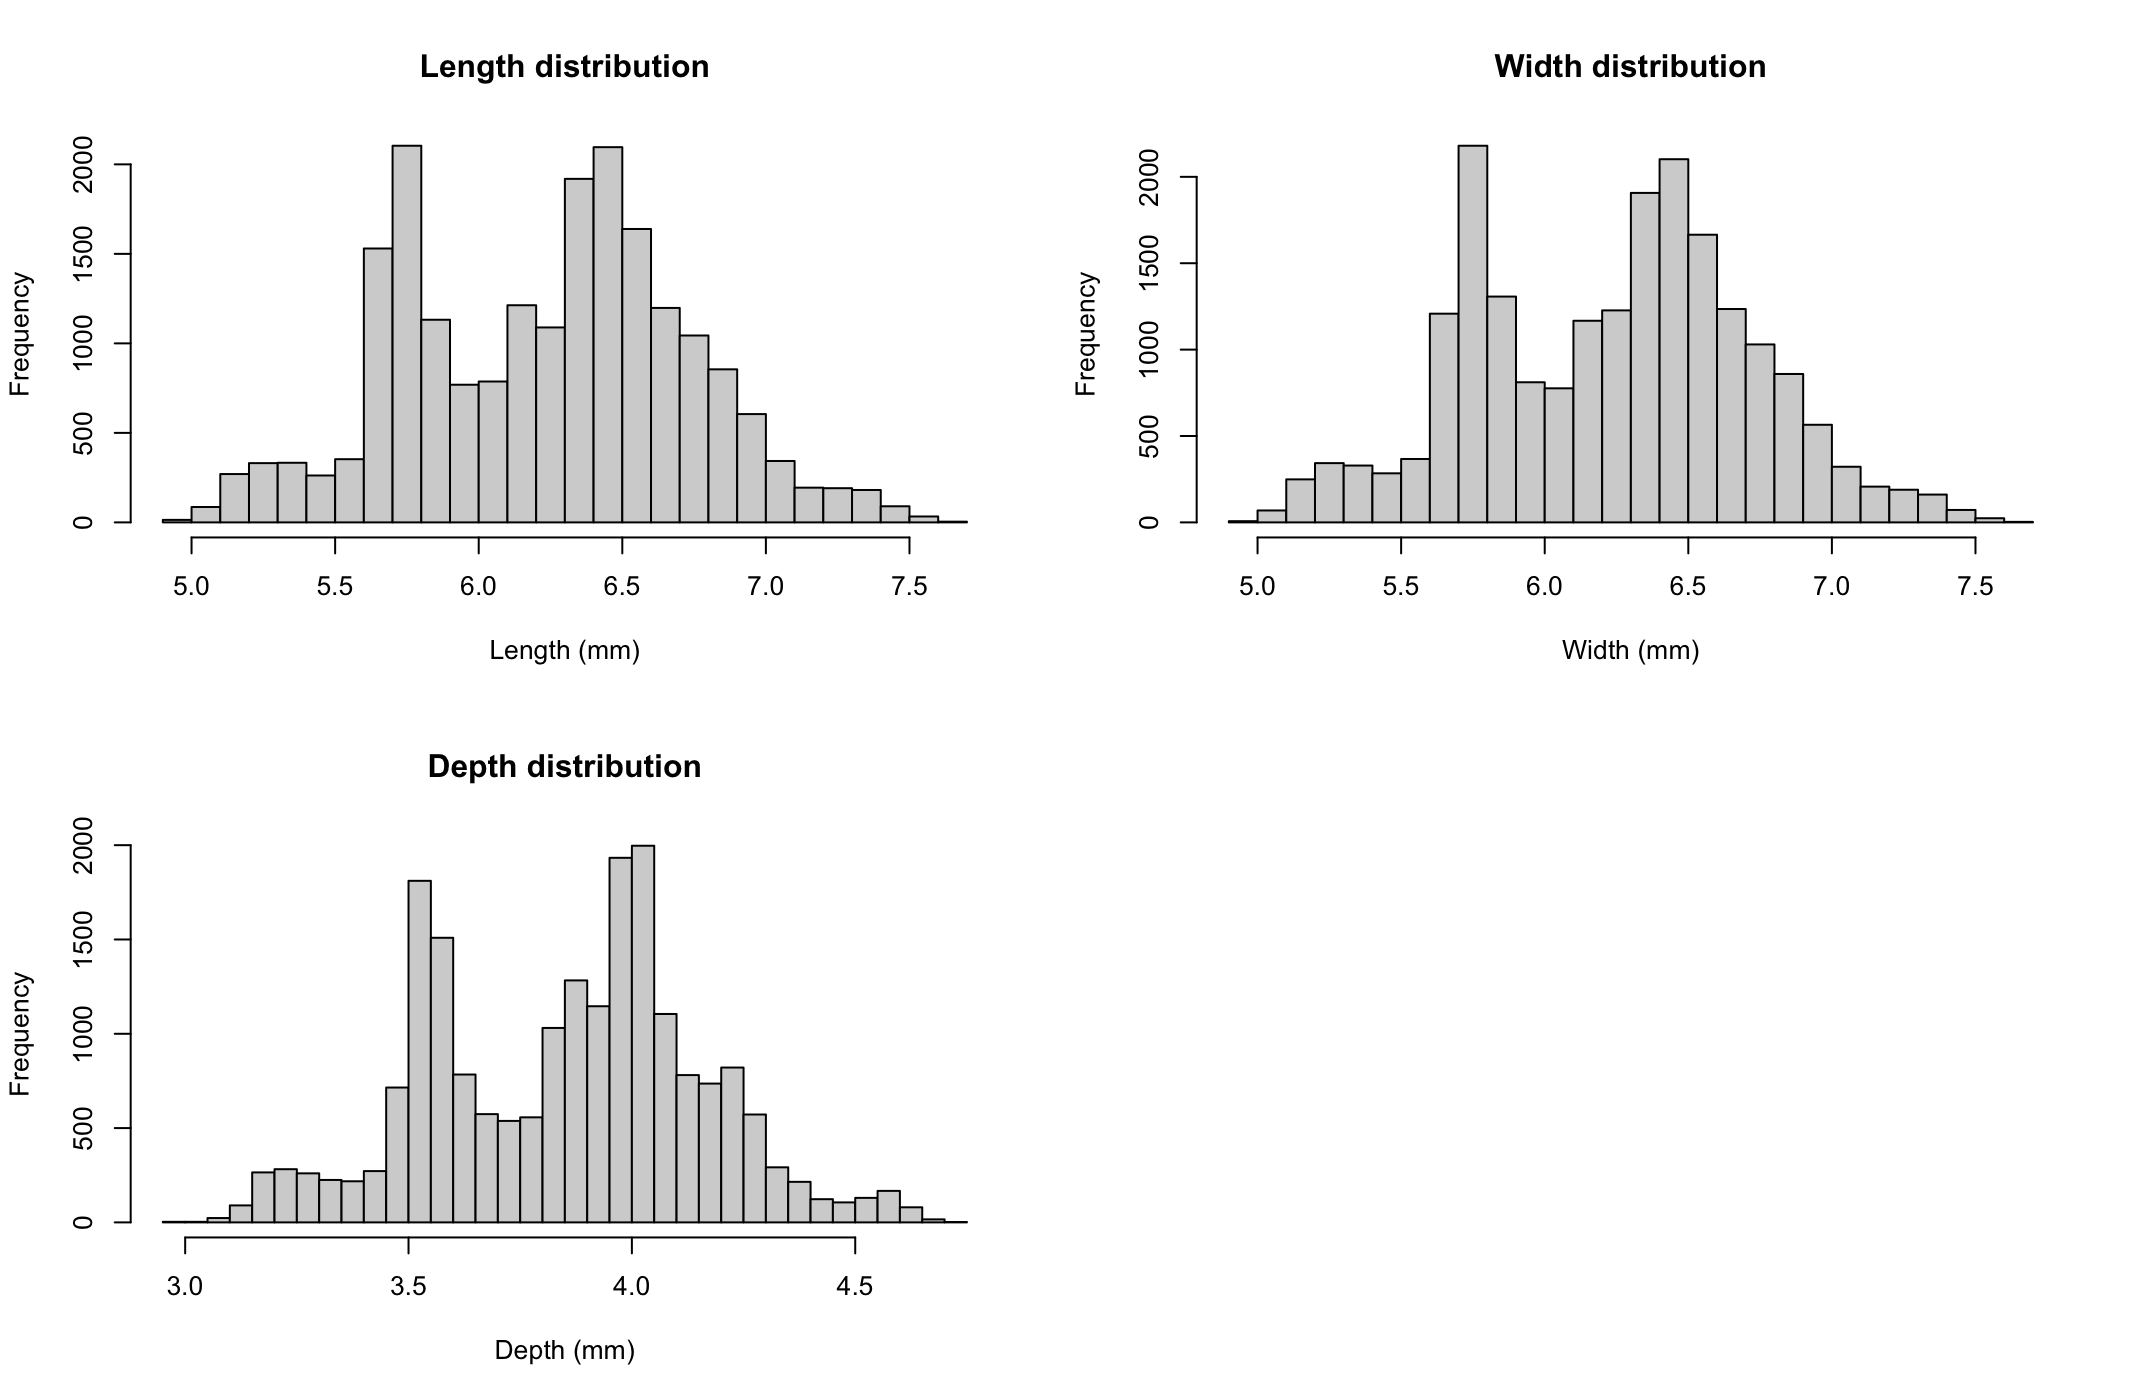 Length distribution
Frequency
0 500 1000 1500 2000
5.0 5.5 6.0 6.5 7.0 7.5
Length (mm)
Width distribution
Frequency
0 500 1000 1500 2000
5.0 5.5 6.0 6.5 7.0 7.5
Width (mm)
Depth distribution
Frequency
0 500 1000 1500 2000
3.0 3.5 4.0 4.5
Depth (mm)